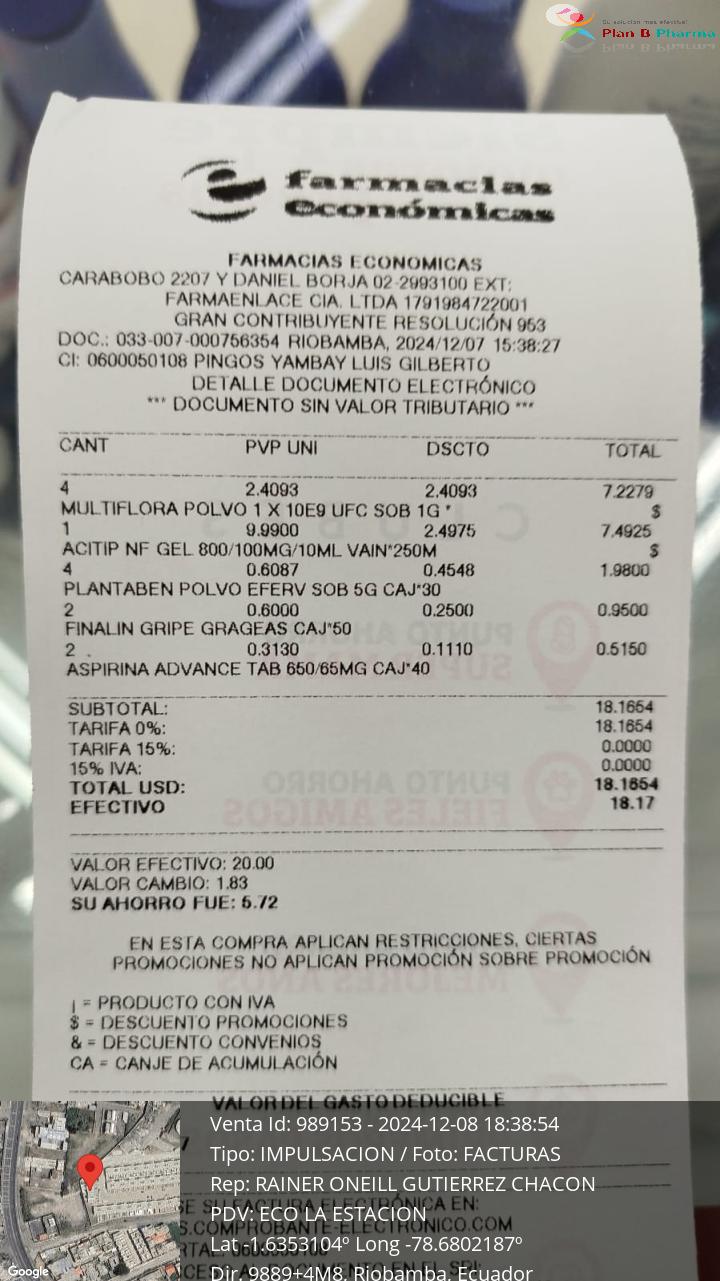 Su solucion mas efectiva!
Plan B Pharma
farmacias
económicas
FARMACIAS ECONOMICAS
CARABOBO 2207 Y DANIEL BORJA 02-2993100 EXT:
FARMAENLACE CIA. LTDA 1791984722001
GRAN CONTRIBUYENTE RESOLUCIÓN 953
DOC.: 033-007-000756354 RIOBAMBA, 2024/12/07 15:38:27
CI: 0600050108 PINGOS YAMBAY LUIS GILBERTO
DETALLE DOCUMENTO ELECTRÓNICO
*** DOCUMENTO SIN VALOR TRIBUTARIO ***
CANT PVP UNI DSCTO TOTAL
4 2.4093 2.4093 7.2279
MULTIFLORA POLVO 1 X 10E9 UFC SOB 1G * $
1 9.9900 2.4975 7.4925
ACITIP NF GEL 800/100MG/10ML VAIN*250M $
4 0.6087 0.4548 1.9800
PLANTABEN POLVO EFERV SOB 5G CAJ*30
2 0.6000 0.2500 0.9500
FINALIN GRIPE GRAGEAS CAJ*50
2 . 0.3130 0.1110 0.5150
ASPIRINA ADVANCE TAB 650/65MG CAJ*40
SUBTOTAL: 18.1654
TARIFA 0%: 18.1654
TARIFA 15%: 0.0000
15% IVA: 0.0000
TOTAL USD: 18.1654
EFECTIVO 18.17
VALOR EFECTIVO: 20.00
VALOR CAMBIO: 1.83
SU AHORRO FUE: 5.72
EN ESTA COMPRA APLICAN RESTRICCIONES, CIERTAS
PROMOCIONES NO APLICAN PROMOCIÓN SOBRE PROMOCIÓN
| = PRODUCTO CON IVA
$ = DESCUENTO PROMOCIONES
& = DESCUENTO CONVENIOS
CA = CANJE DE ACUMULACIÓN
VALOR DEL GASTO DEDUCIBLE
Venta Id: 989153 - 2024-12-08 18:38:54
Tipo: IMPULSACION / Foto: FACTURAS
Rep: RAINER ONEILL GUTIERREZ CHACON
SU FACTURA ELECTRÓNICA EN:
PDV: ECO LA ESTACION
S.COMPROBANTE-ELECTRONICO.COM
Lat -1.6353104º Long -78.6802187º
Dir. 9889+4M8, Riobamba, Ecuador
Google